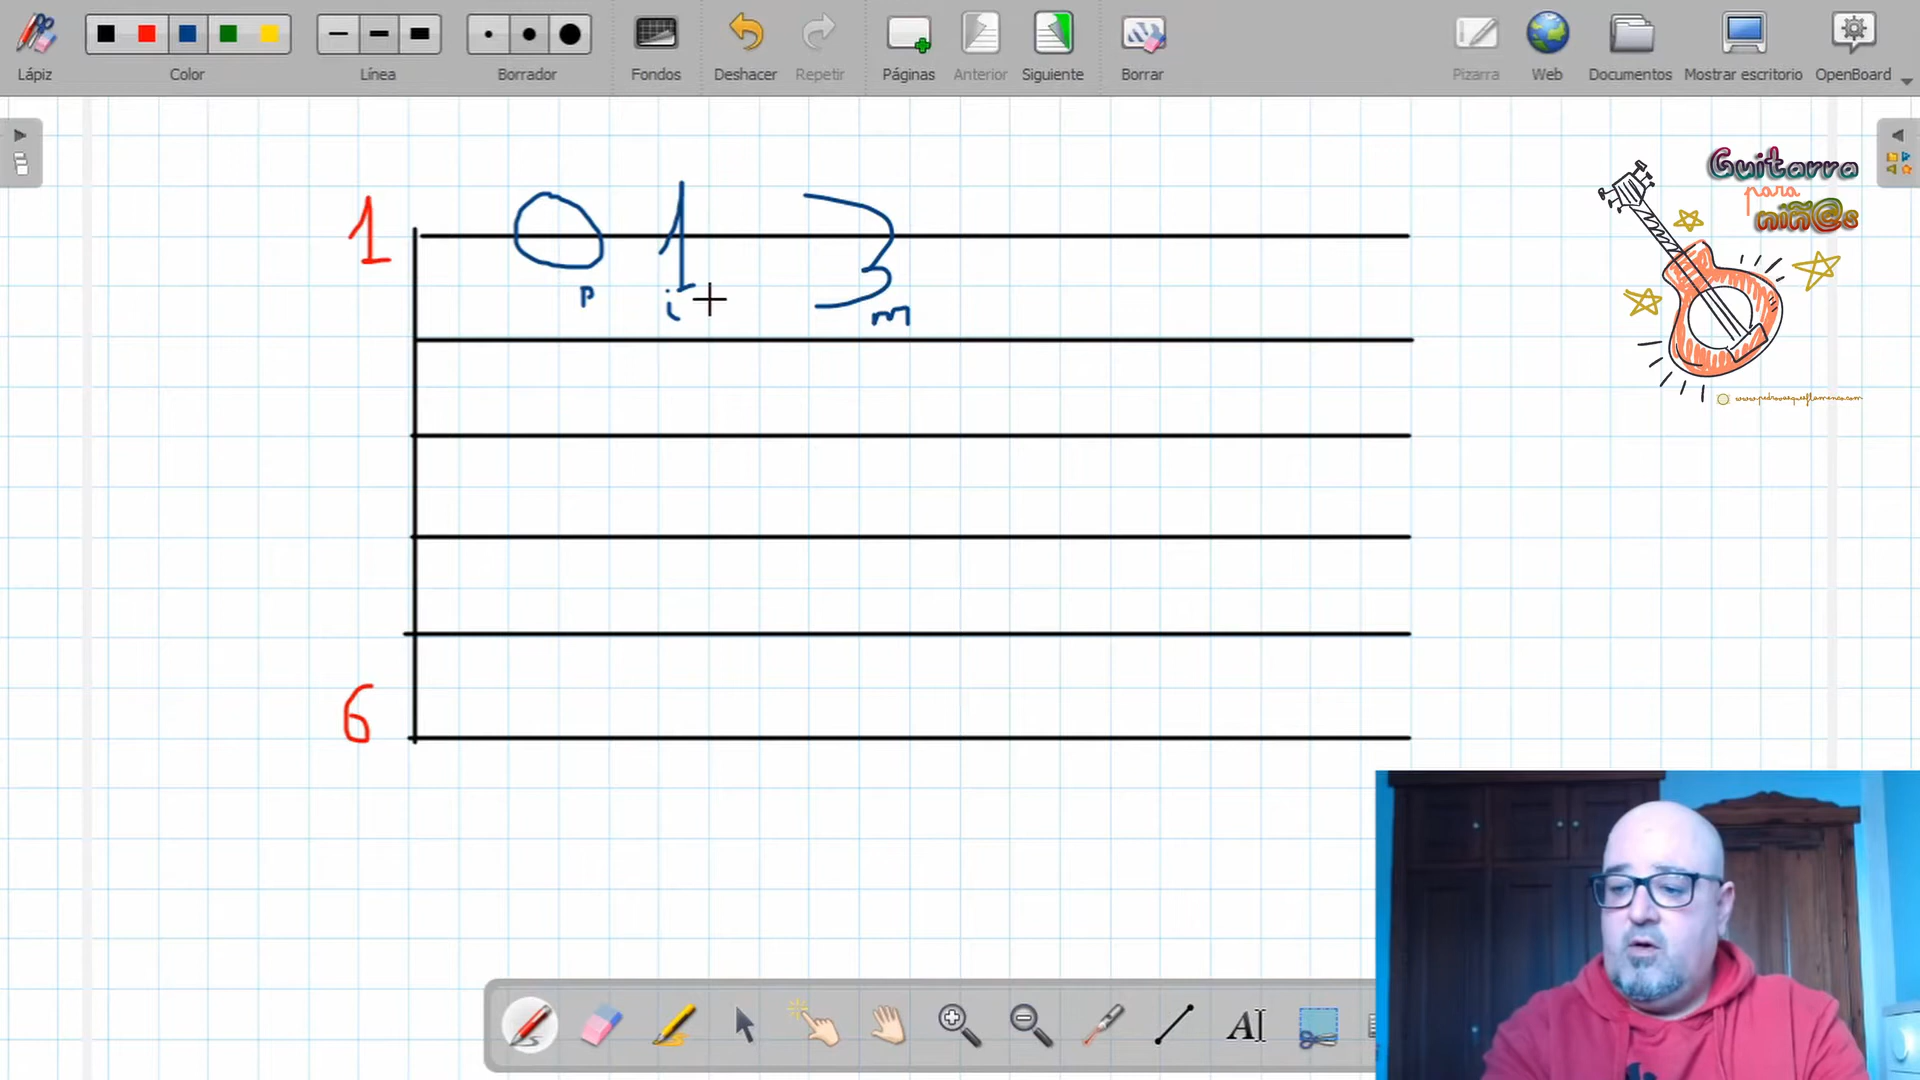 Lápiz Color Línea Borrador Fondos Deshacer Repetir Páginas Anterior Siguiente Borrar Pizarra Web Documentos Mostrar escritorio OpenBoard
Guitarra
para
niñ@s
1 0 1 3
p i m
6
AI